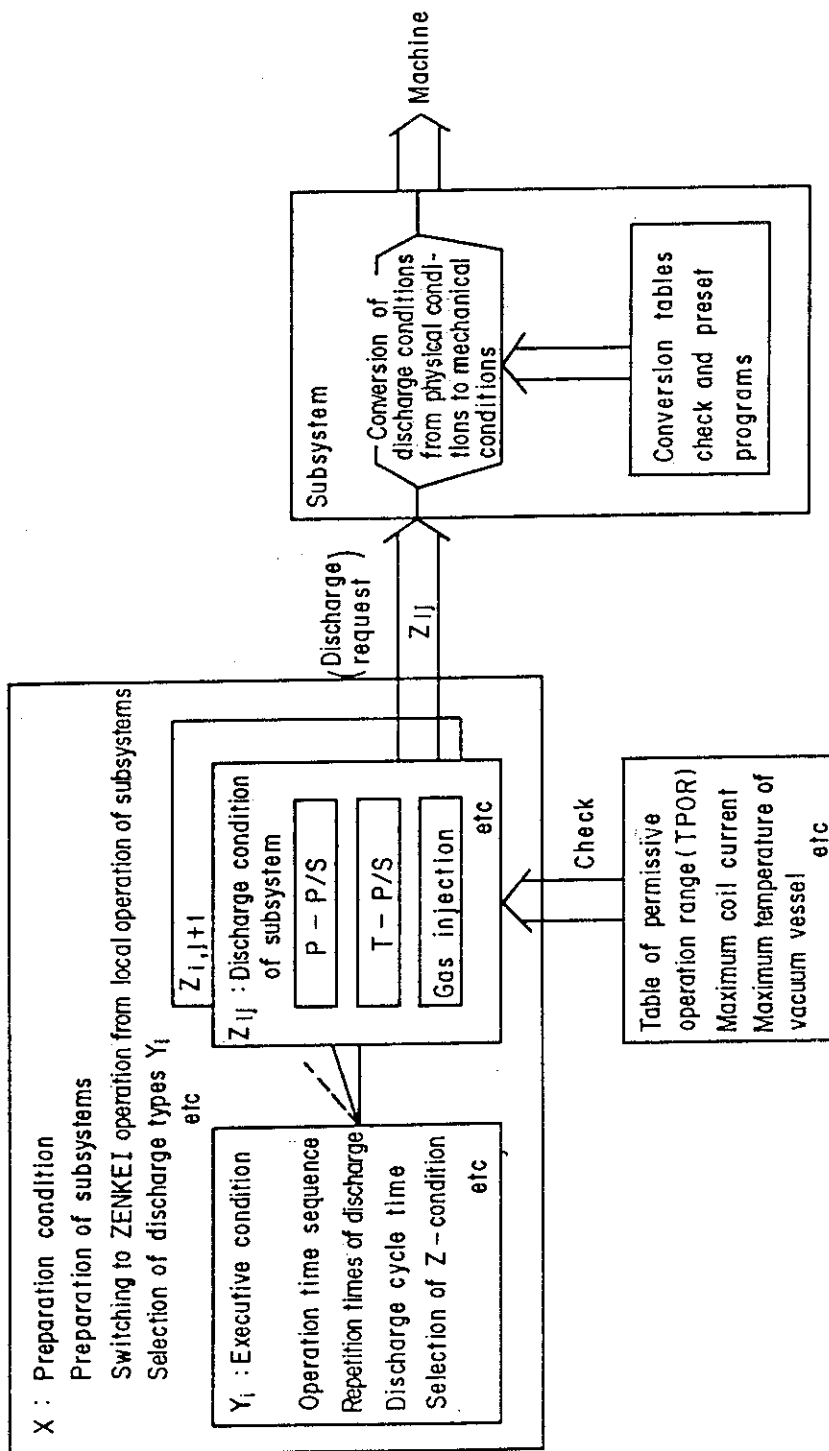 X : Preparation condition
Preparation of subsystems
Switching to ZENKEI operation from local operation of subsystems
Selection of discharge types Yi
etc
Yi : Executive condition
Operation time sequence
Repetition times of discharge
Discharge cycle time
Selection of Z - condition
etc
Zi,j+1
Zij : Discharge condition
of subsystem
P - P/S
T - P/S
Gas injection
etc
Check
Table of permissive
operation range (TPOR)
Maximum coil current
Maximum temperature of
vacuum vessel
etc
(Discharge
request)
Zij
Subsystem
Conversion of
discharge conditions
from physical condi-
tions to mechanical
conditions
Conversion tables
check and preset
programs
Machine